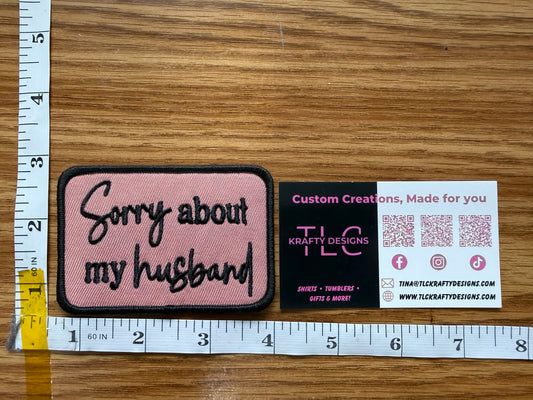 5
4
3
2
60 IN
1
Sorry about
my husband
Custom Creations, Made for you
TLC
KRAFTY DESIGNS
SHIRTS • TUMBLERS •
GIFTS & MORE!
TINA@TLCKRAFTYDESIGNS.COM
WWW.TLCKRAFTYDESIGNS.COM
1 60 IN 2 3 4 5 6 7 8